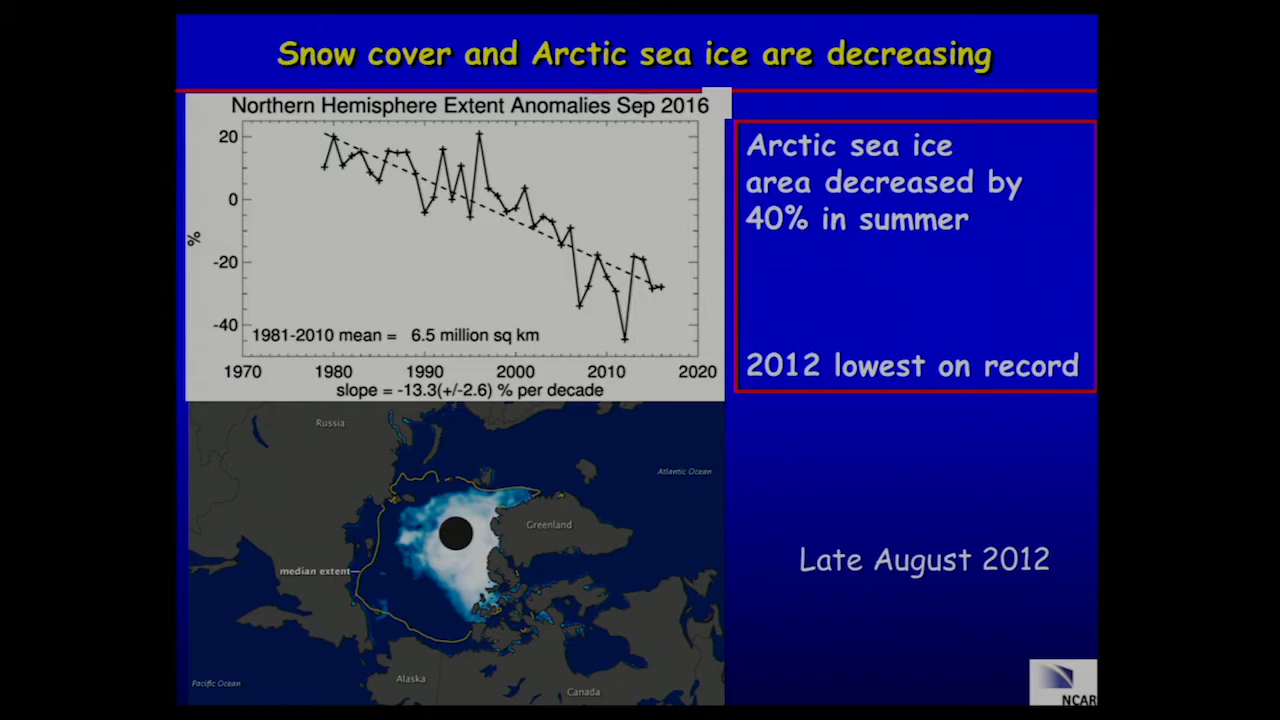 Snow cover and Arctic sea ice are decreasing
Northern Hemisphere Extent Anomalies Sep 2016
20
0
-20
-40
%
1981-2010 mean = 6.5 million sq km
1970 1980 1990 2000 2010 2020
slope = -13.3(+/-2.6) % per decade
Arctic sea ice
area decreased by
40% in summer
2012 lowest on record
Russia
Atlantic Ocean
Greenland
median extent
Alaska
Pacific Ocean
Canada
Late August 2012
NCAR